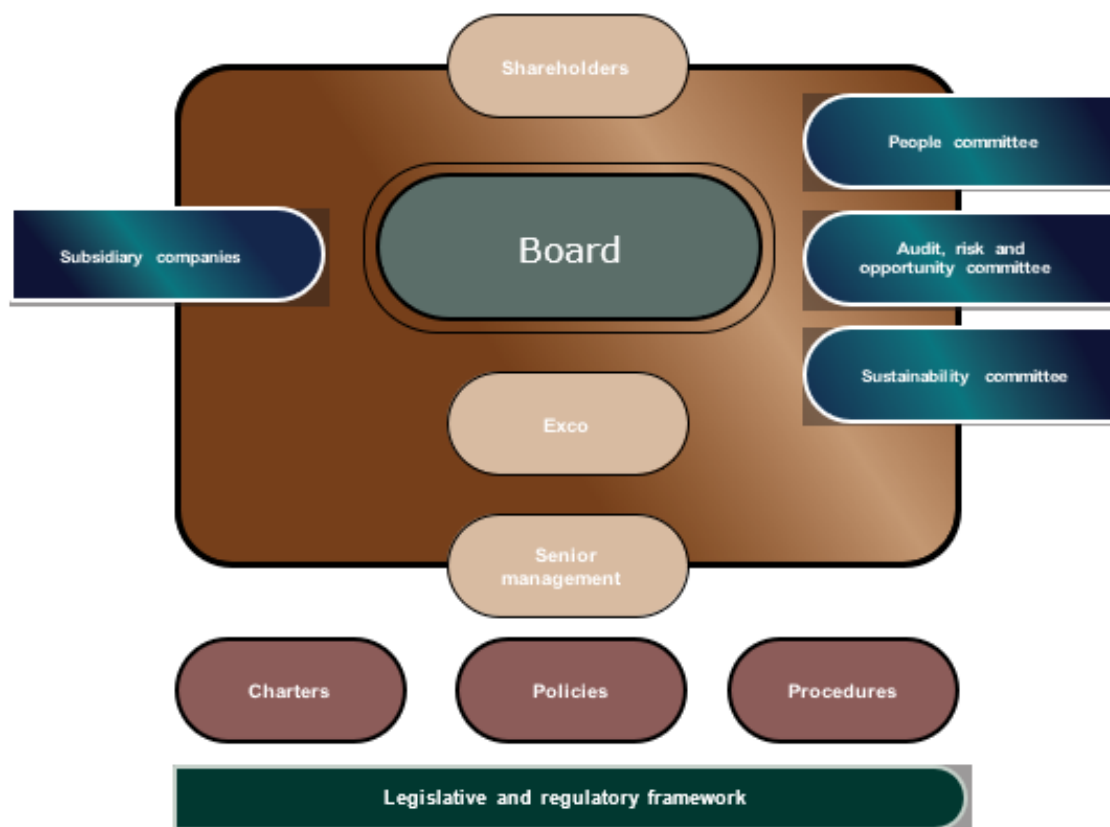 Shareholders
People committee
Board
Subsidiary companies
Audit, risk and
opportunity committee
Sustainability committee
Exco
Senior
management
Charters
Policies
Procedures
Legislative and regulatory framework